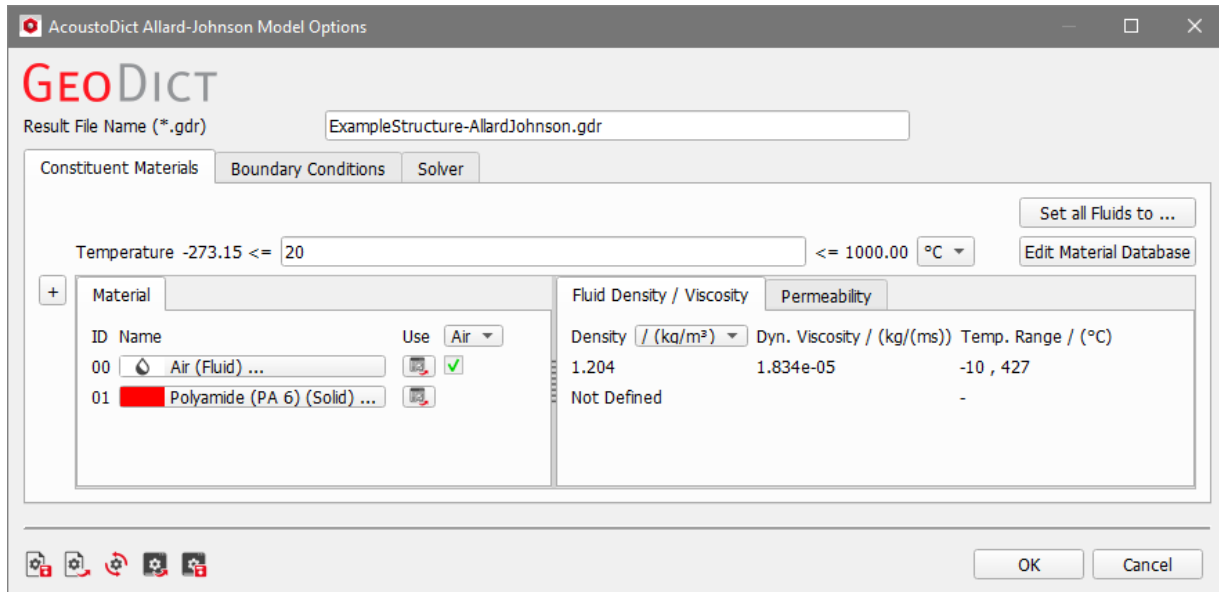 AcoustoDict Allard-Johnson Model Options
GEODICT
Result File Name (*.gdr) ExampleStructure-AllardJohnson.gdr
Constituent Materials Boundary Conditions Solver
Set all Fluids to ...
Temperature -273.15 <= 20 <= 1000.00 °C Edit Material Database
+ Material Fluid Density / Viscosity Permeability
ID Name Use Air Density / (kg/m³) Dyn. Viscosity / (kg/(ms)) Temp. Range / (°C)
00 Air (Fluid) ... 1.204 1.834e-05 -10 , 427
01 Polyamide (PA 6) (Solid) ... Not Defined -
OK Cancel